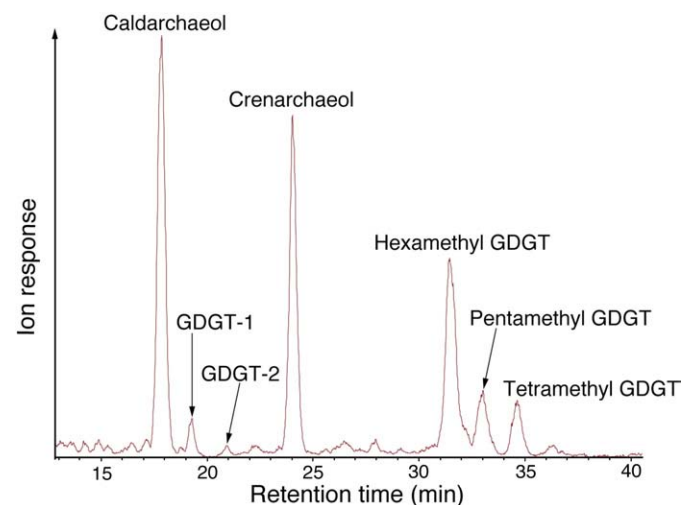 Caldarchaeol
Crenarchaeol
Hexamethyl GDGT
Pentamethyl GDGT
GDGT-1
GDGT-2
Tetramethyl GDGT
Ion response
15 20 25 30 35 40
Retention time (min)